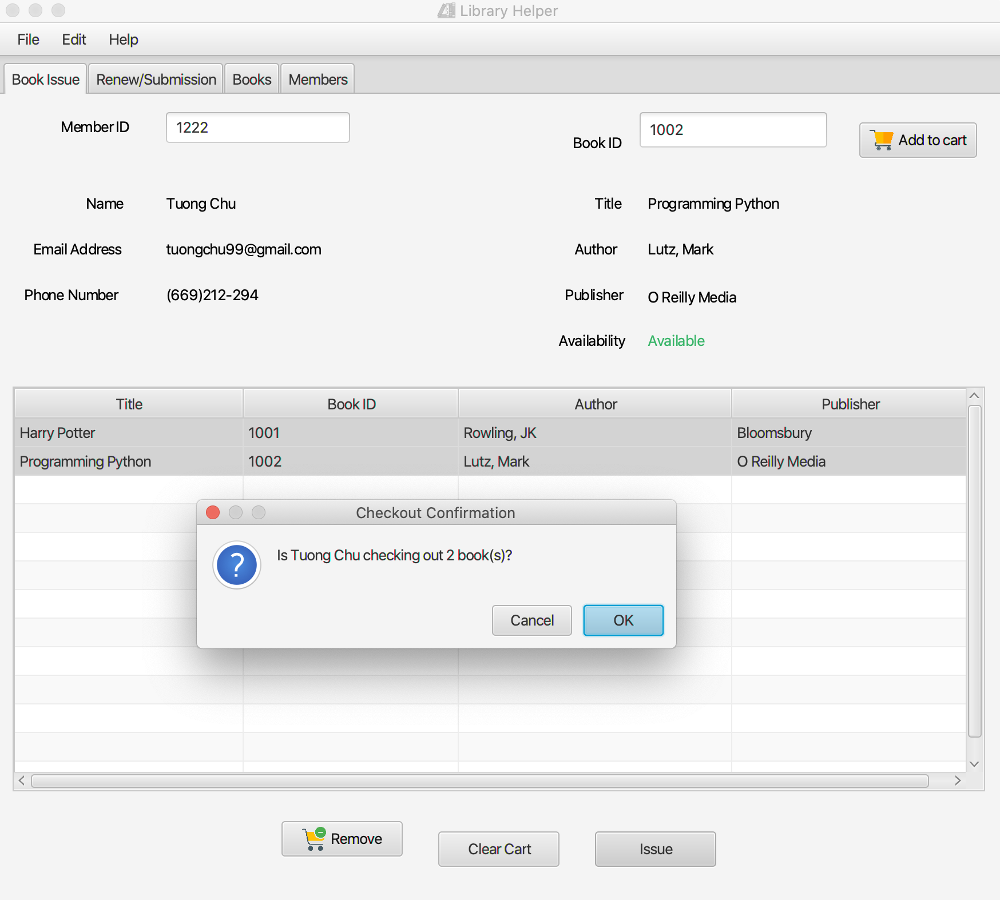 Library Helper
File Edit Help
Book Issue Renew/Submission Books Members
Member ID 1222
Book ID 1002 Add to cart
Name Tuong Chu
Title Programming Python
Email Address tuongchu99@gmail.com
Author Lutz, Mark
Phone Number (669)212-294
Publisher O Reilly Media
Availability Available
Title Book ID Author Publisher
Harry Potter 1001 Rowling, JK Bloomsbury
Programming Python 1002 Lutz, Mark O Reilly Media
Checkout Confirmation
? Is Tuong Chu checking out 2 book(s)?
Cancel OK
Remove Clear Cart Issue